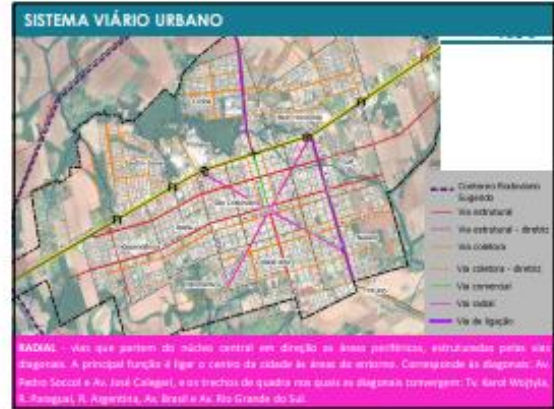 SISTEMA VIÁRIO URBANO
Contorno Rodoviário
Sugerido
Via estrutural
Via estrutural - diretriz
Via coletora
Via coletora - diretriz
Via comercial
Via radial
Via de ligação
RADIAL - vias que partem do núcleo central em direção as áreas periféricas, estruturadas pelas vias
diagonais. A principal função é ligar o centro da cidade às áreas do entorno. Corresponde às diagonais: Av.
Pedro Soccol e Av. José Calegari, e os trechos de quadra nos quais as diagonais convergem: Tv. Karol Wojtyla,
R. Paraguai, R. Argentina, Av. Brasil e Av. Rio Grande do Sul.